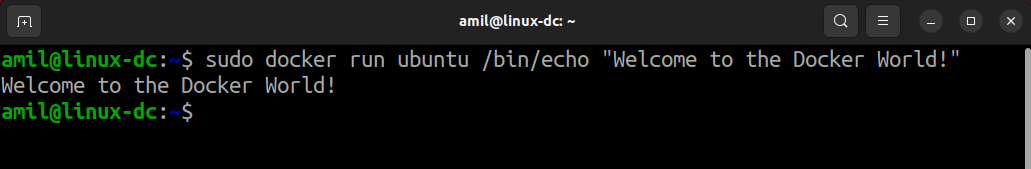 amil@linux-dc: ~
amil@linux-dc:~$ sudo docker run ubuntu /bin/echo "Welcome to the Docker World!"
Welcome to the Docker World!
amil@linux-dc:~$